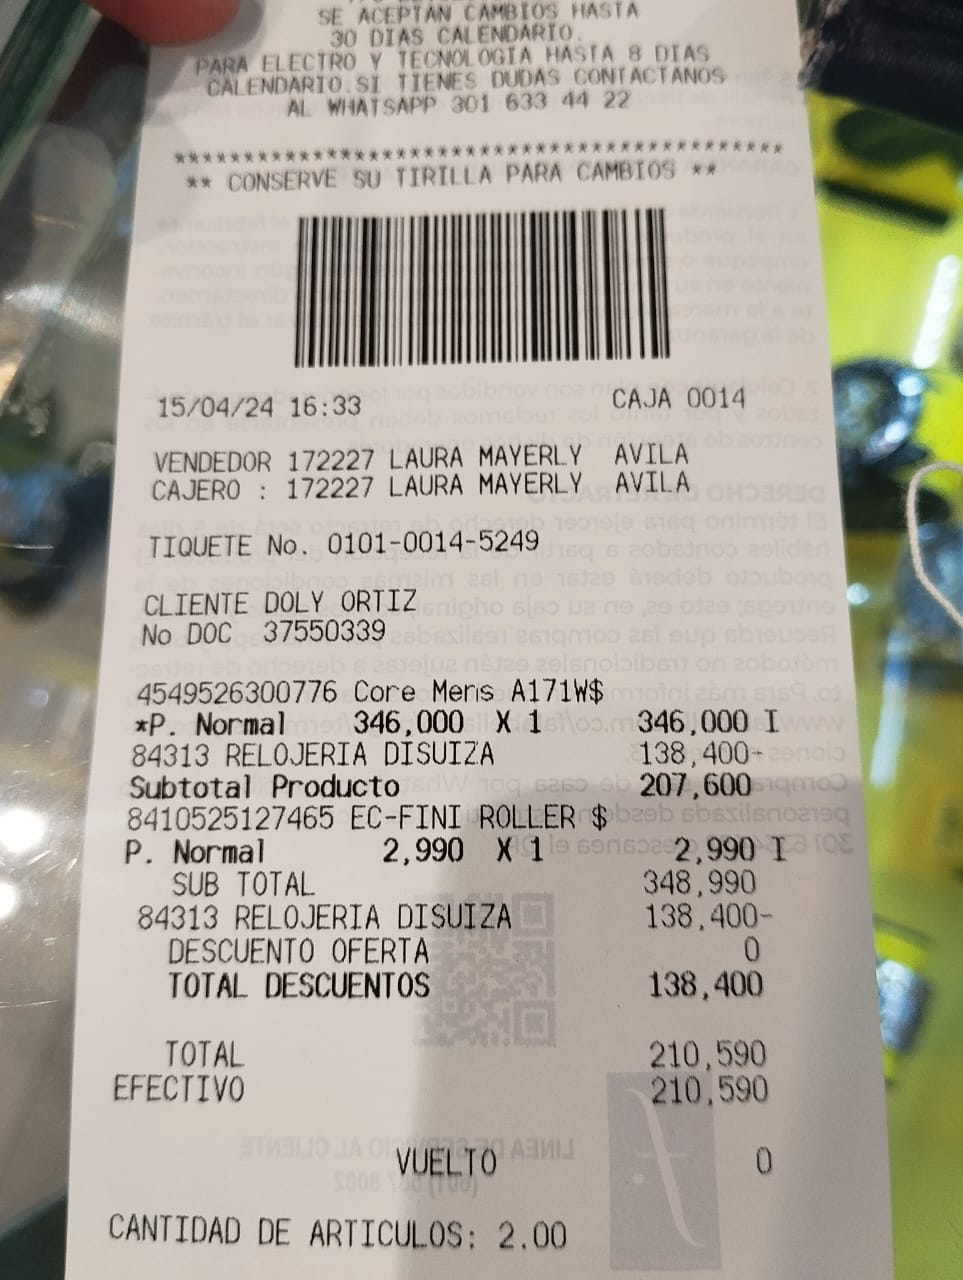 SE ACEPTAN CAMBIOS HASTA
30 DIAS CALENDARIO.
PARA ELECTRO Y TECNOLOGIA HASTA 8 DIAS
CALENDARIO.SI TIENES DUDAS CONTACTANOS
AL WHATSAPP 301 633 44 22
********************************************
** CONSERVE SU TIRILLA PARA CAMBIOS **
15/04/24 16:33 CAJA 0014
VENDEDOR 172227 LAURA MAYERLY AVILA
CAJERO : 172227 LAURA MAYERLY AVILA
TIQUETE No. 0101-0014-5249
CLIENTE DOLY ORTIZ
No DOC 37550339
4549526300776 Core Mens A171W$
*P. Normal 346,000 X 1 346,000 I
84313 RELOJERIA DISUIZA 138,400-
Subtotal Producto 207,600
8410525127465 EC-FINI ROLLER $
P. Normal 2,990 X 1 2,990 I
SUB TOTAL 348,990
84313 RELOJERIA DISUIZA 138,400-
DESCUENTO OFERTA 0
TOTAL DESCUENTOS 138,400
TOTAL 210,590
EFECTIVO 210,590
VUELTO 0
CANTIDAD DE ARTICULOS: 2.00